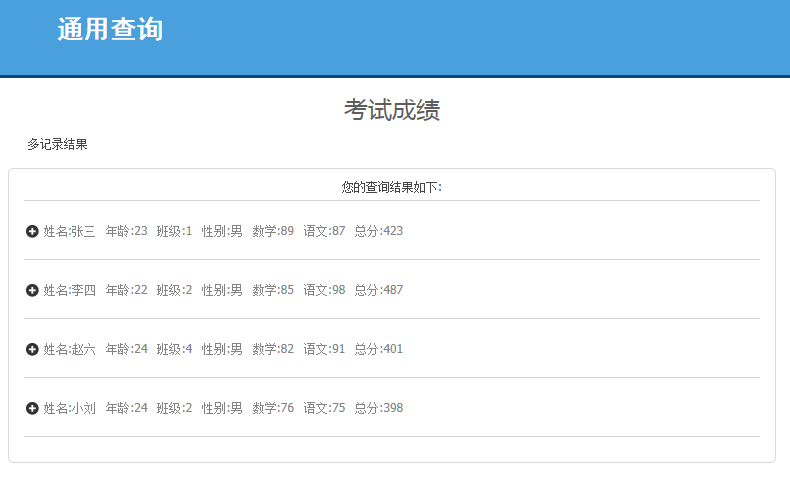 通用查询
考试成绩
多记录结果
您的查询结果如下:
姓名:张三 年龄:23 班级:1 性别:男 数学:89 语文:87 总分:423
姓名:李四 年龄:22 班级:2 性别:男 数学:85 语文:98 总分:487
姓名:赵六 年龄:24 班级:4 性别:男 数学:82 语文:91 总分:401
姓名:小刘 年龄:24 班级:2 性别:男 数学:76 语文:75 总分:398